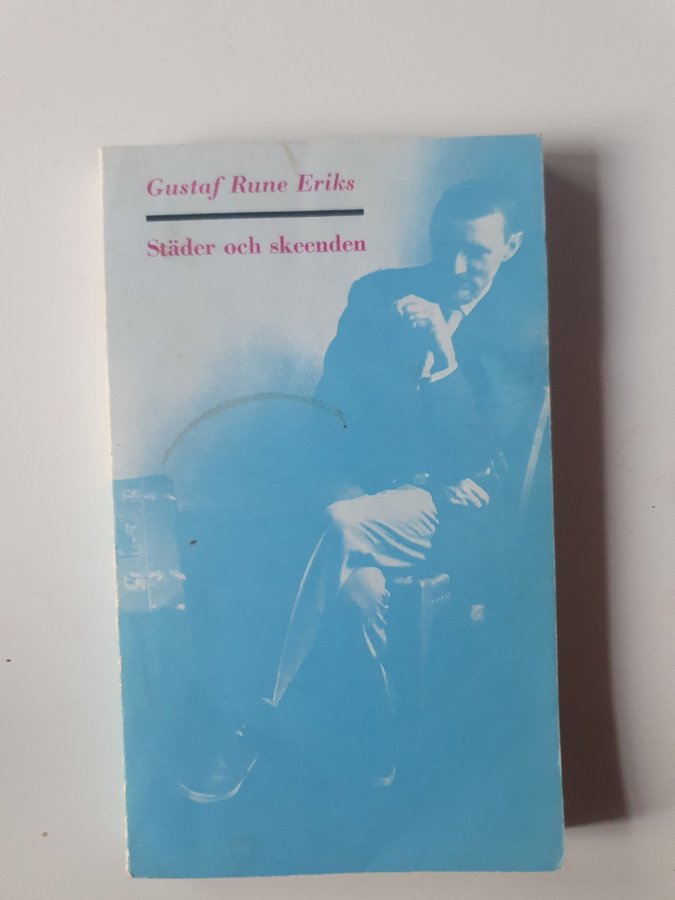 Gustaf Rune Eriks
Städer och skeenden